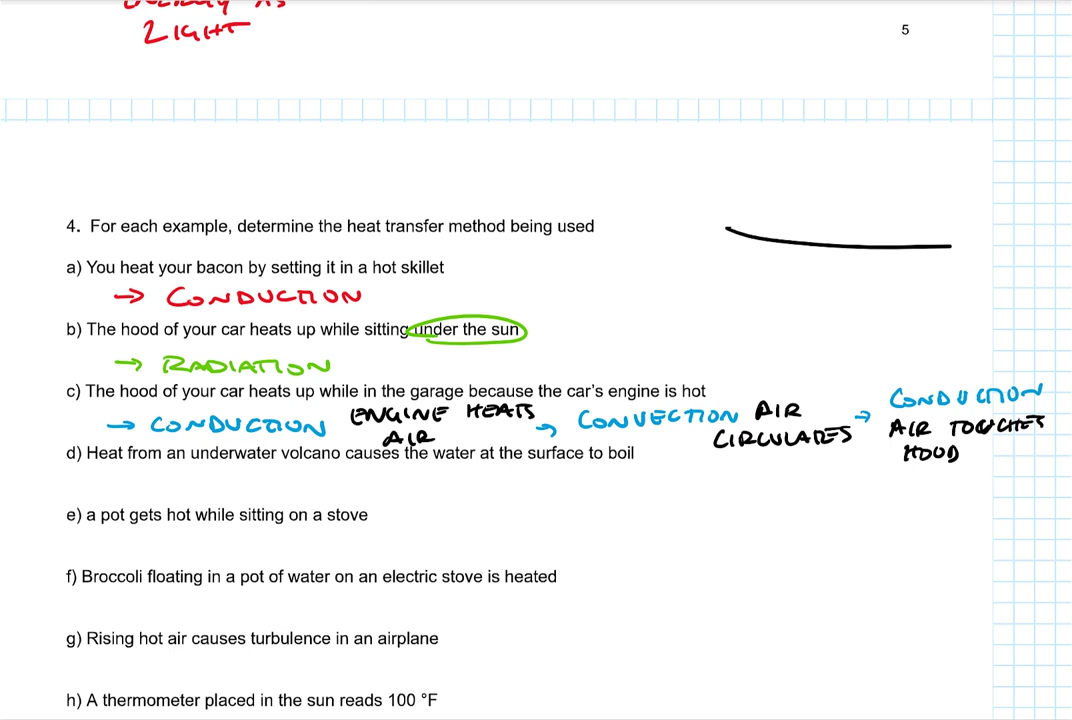 LIGHT
5
4. For each example, determine the heat transfer method being used
a) You heat your bacon by setting it in a hot skillet
→ CONDUCTION
b) The hood of your car heats up while sitting under the sun
→ RADIATION
c) The hood of your car heats up while in the garage because the car's engine is hot
→ CONDUCTION ENGINE HEATS AIR → CONVECTION AIR CIRCULATES → CONDUCTION AIR TOUCHES HOOD
d) Heat from an underwater volcano causes the water at the surface to boil
e) a pot gets hot while sitting on a stove
f) Broccoli floating in a pot of water on an electric stove is heated
g) Rising hot air causes turbulence in an airplane
h) A thermometer placed in the sun reads 100 °F